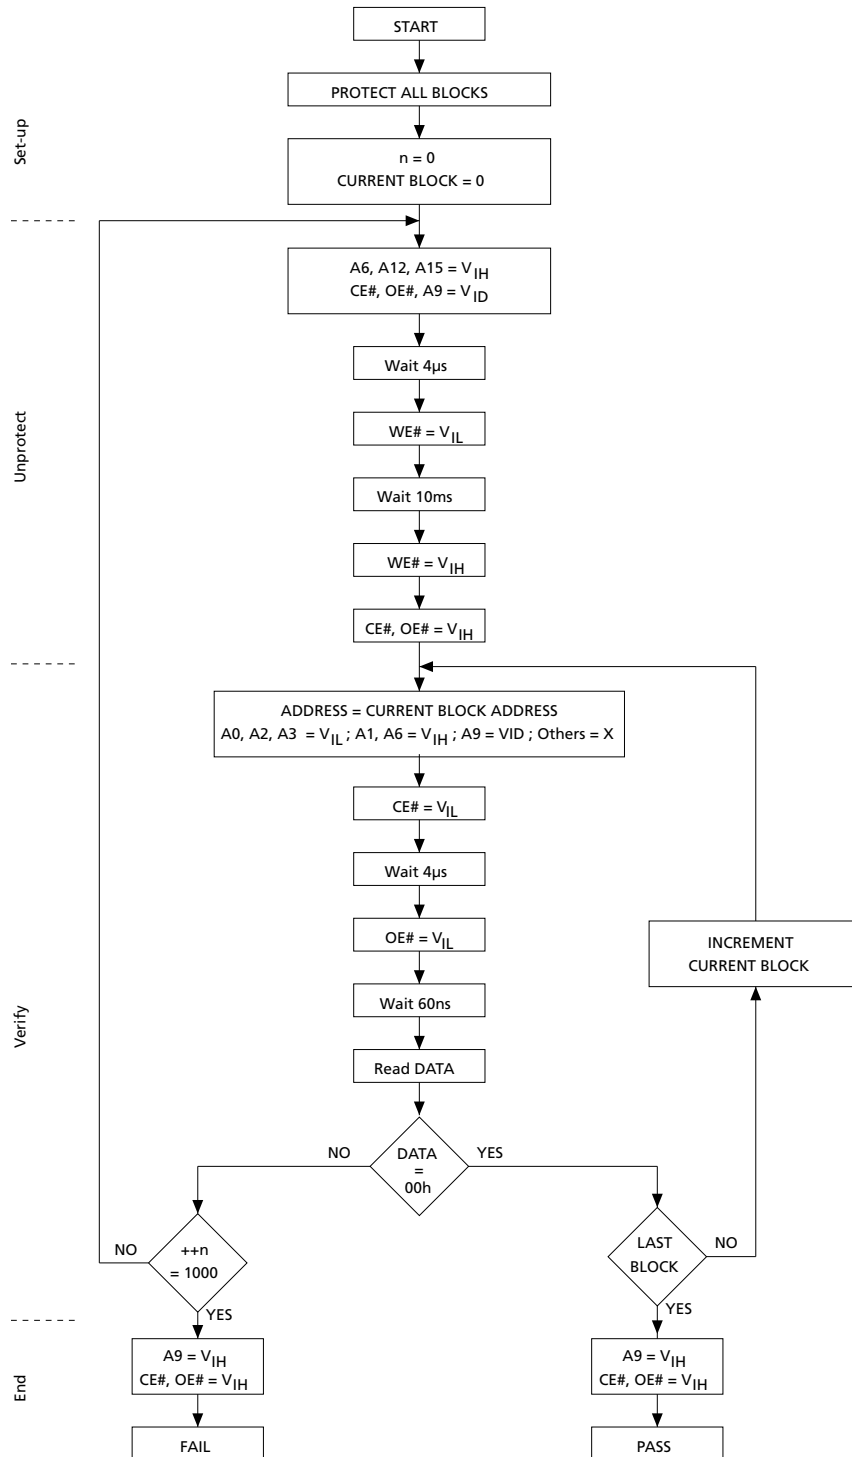 START
PROTECT ALL BLOCKS
Set-up
n = 0
CURRENT BLOCK = 0
A6, A12, A15 = VIH
CE#, OE#, A9 = VID
Wait 4µs
Unprotect
WE# = VIL
Wait 10ms
WE# = VIH
CE#, OE# = VIH
ADDRESS = CURRENT BLOCK ADDRESS
A0, A2, A3 = VIL ; A1, A6 = VIH ; A9 = VID ; Others = X
CE# = VIL
Wait 4µs
OE# = VIL
INCREMENT
CURRENT BLOCK
Wait 60ns
Verify
Read DATA
NO
DATA
=
00h
YES
NO
++n
= 1000
YES
LAST
BLOCK
NO
YES
End
A9 = VIH
CE#, OE# = VIH
A9 = VIH
CE#, OE# = VIH
FAIL
PASS